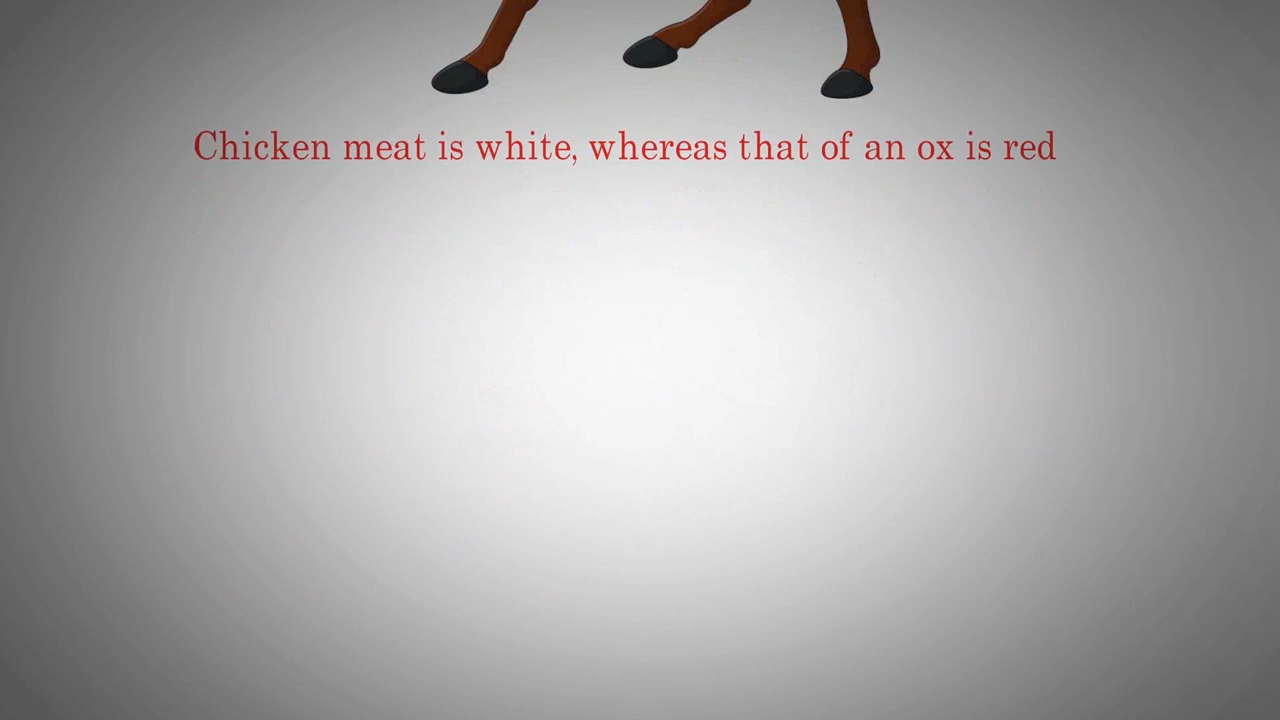 Chicken meat is white, whereas that of an ox is red